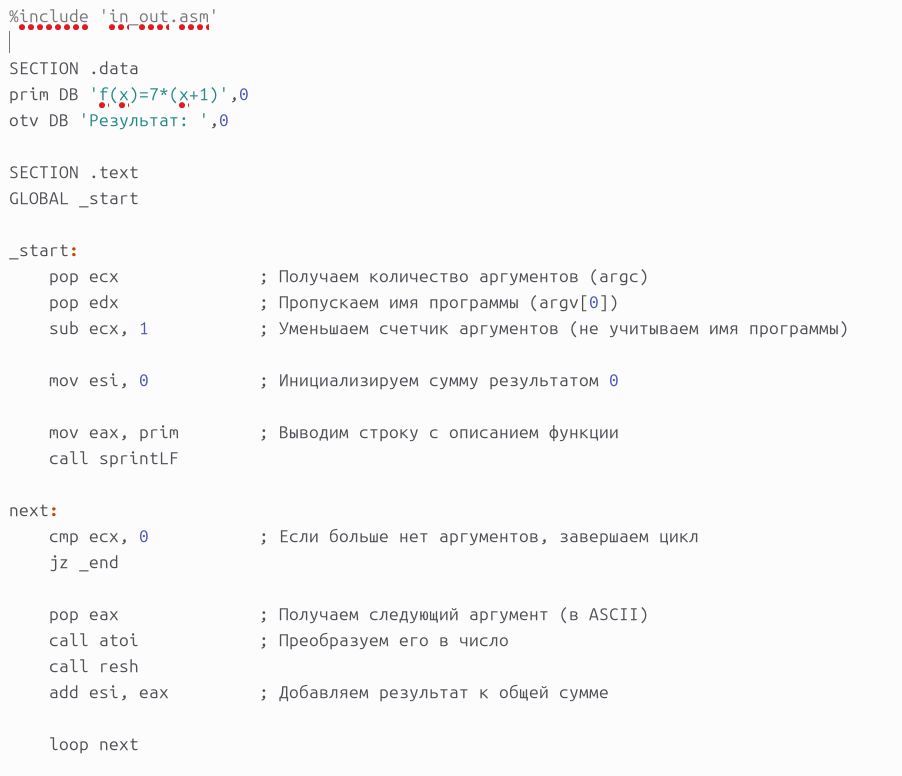 %include 'in_out.asm'
SECTION .data
prim DB 'f(x)=7*(x+1)',0
otv DB 'Результат: ',0
SECTION .text
GLOBAL _start
_start:
pop ecx ; Получаем количество аргументов (argc)
pop edx ; Пропускаем имя программы (argv[0])
sub ecx, 1 ; Уменьшаем счетчик аргументов (не учитываем имя программы)
mov esi, 0 ; Инициализируем сумму результатом 0
mov eax, prim ; Выводим строку с описанием функции
call sprintLF
next:
cmp ecx, 0 ; Если больше нет аргументов, завершаем цикл
jz _end
pop eax ; Получаем следующий аргумент (в ASCII)
call atoi ; Преобразуем его в число
call resh
add esi, eax ; Добавляем результат к общей сумме
loop next